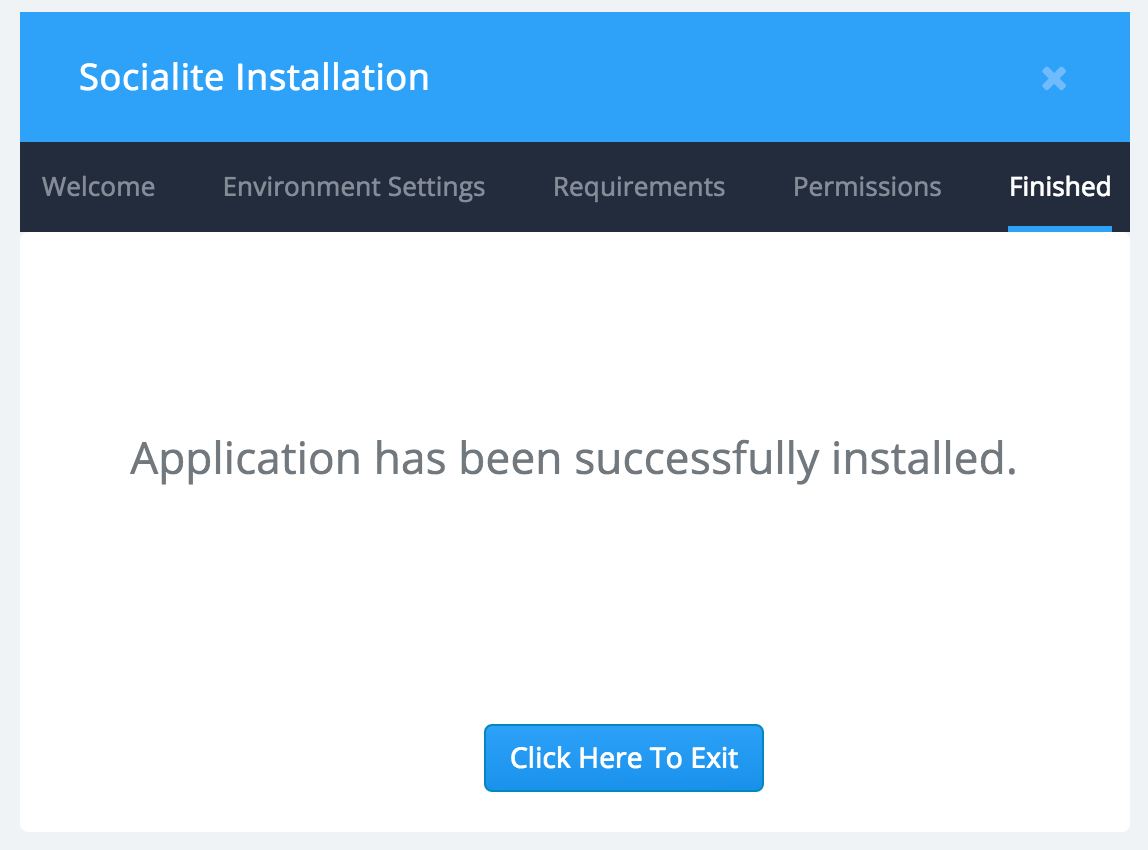 Socialite Installation
Welcome Environment Settings Requirements Permissions Finished
Application has been successfully installed.
Click Here To Exit